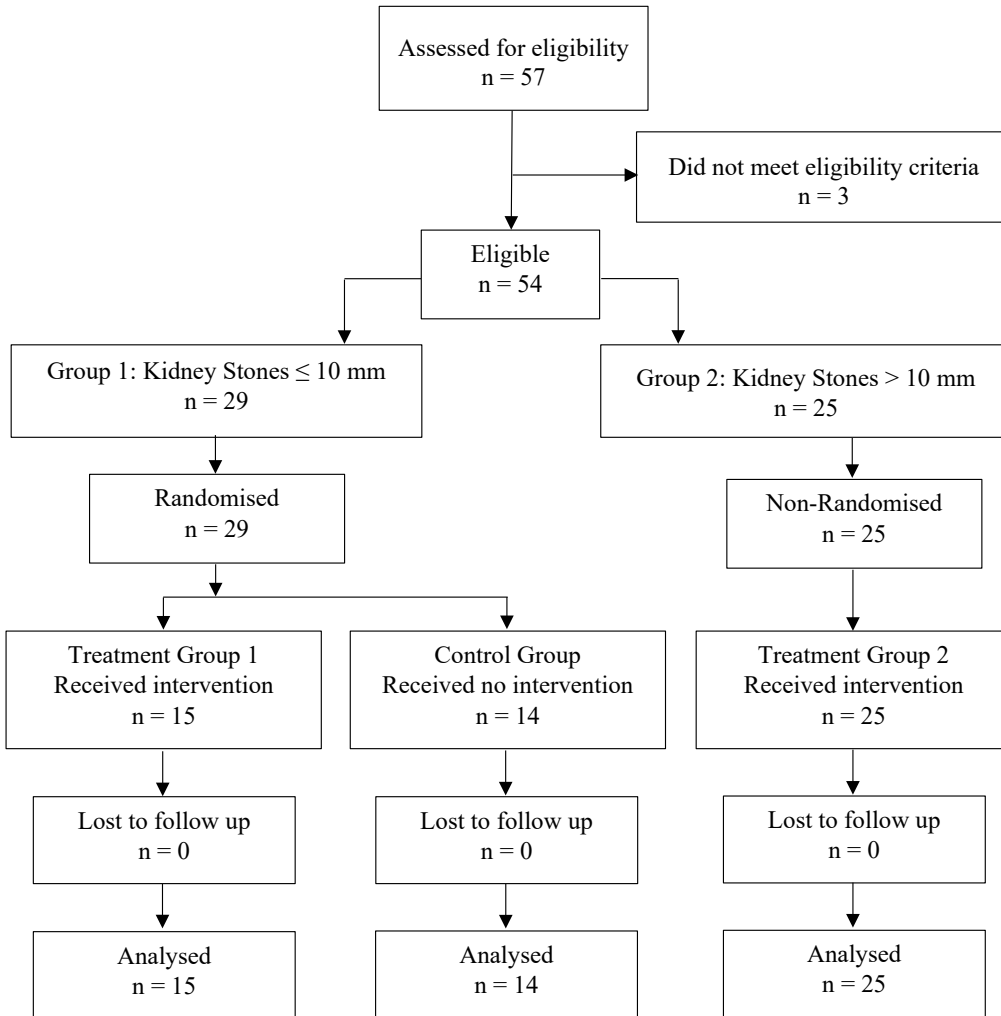 Assessed for eligibility
n = 57
Did not meet eligibility criteria
n = 3
Eligible
n = 54
Group 1: Kidney Stones ≤ 10 mm
n = 29
Group 2: Kidney Stones > 10 mm
n = 25
Randomised
n = 29
Non-Randomised
n = 25
Treatment Group 1
Received intervention
n = 15
Control Group
Received no intervention
n = 14
Treatment Group 2
Received intervention
n = 25
Lost to follow up
n = 0
Lost to follow up
n = 0
Lost to follow up
n = 0
Analysed
n = 15
Analysed
n = 14
Analysed
n = 25